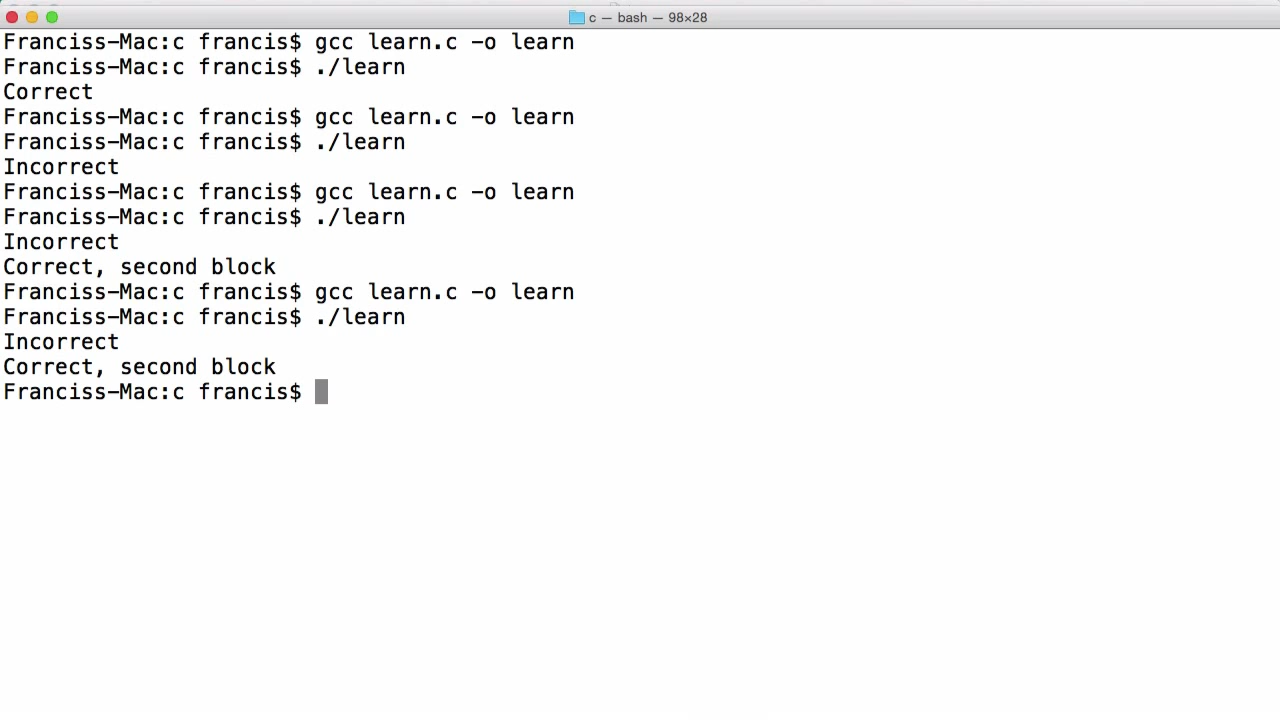 c — bash — 98×28
Franciss-Mac:c francis$ gcc learn.c -o learn
Franciss-Mac:c francis$ ./learn
Correct
Franciss-Mac:c francis$ gcc learn.c -o learn
Franciss-Mac:c francis$ ./learn
Incorrect
Franciss-Mac:c francis$ gcc learn.c -o learn
Franciss-Mac:c francis$ ./learn
Incorrect
Correct, second block
Franciss-Mac:c francis$ gcc learn.c -o learn
Franciss-Mac:c francis$ ./learn
Incorrect
Correct, second block
Franciss-Mac:c francis$